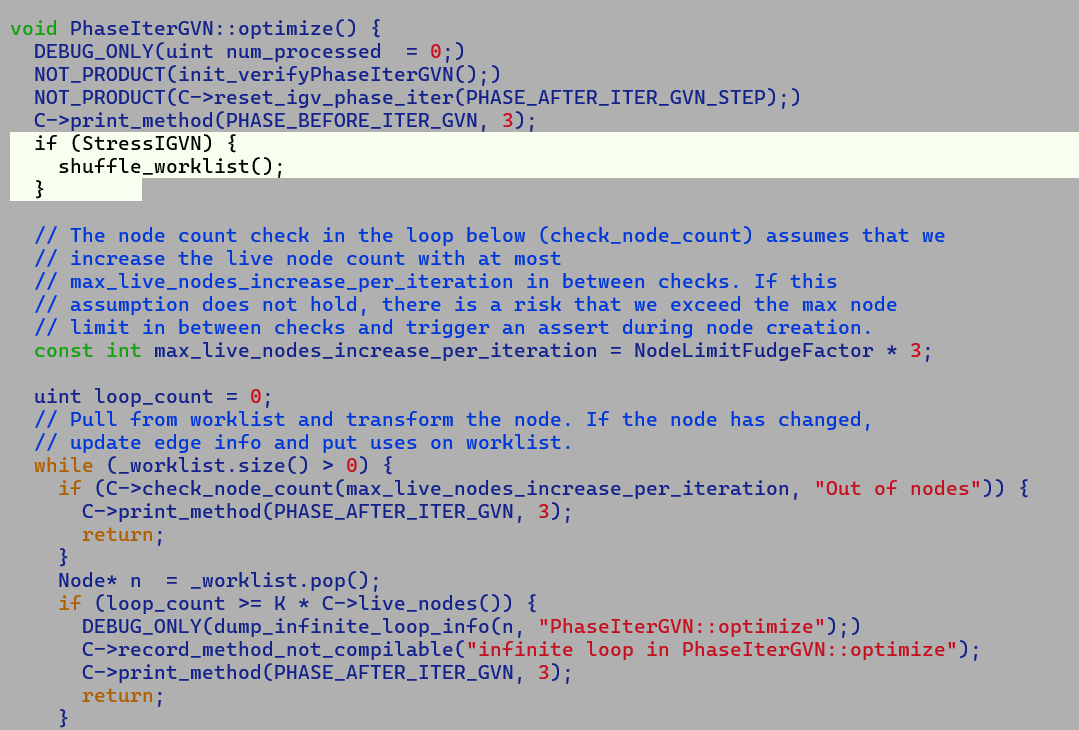 void PhaseIterGVN::optimize() {
  DEBUG_ONLY(uint num_processed  = 0;)
  NOT_PRODUCT(init_verifyPhaseIterGVN();)
  NOT_PRODUCT(C->reset_igv_phase_iter(PHASE_AFTER_ITER_GVN_STEP);)
  C->print_method(PHASE_BEFORE_ITER_GVN, 3);
  if (StressIGVN) {
    shuffle_worklist();
  }

  // The node count check in the loop below (check_node_count) assumes that we
  // increase the live node count with at most
  // max_live_nodes_increase_per_iteration in between checks. If this
  // assumption does not hold, there is a risk that we exceed the max node
  // limit in between checks and trigger an assert during node creation.
  const int max_live_nodes_increase_per_iteration = NodeLimitFudgeFactor * 3;

  uint loop_count = 0;
  // Pull from worklist and transform the node. If the node has changed,
  // update edge info and put uses on worklist.
  while (_worklist.size() > 0) {
    if (C->check_node_count(max_live_nodes_increase_per_iteration, "Out of nodes")) {
      C->print_method(PHASE_AFTER_ITER_GVN, 3);
      return;
    }
    Node* n  = _worklist.pop();
    if (loop_count >= K * C->live_nodes()) {
      DEBUG_ONLY(dump_infinite_loop_info(n, "PhaseIterGVN::optimize");)
      C->record_method_not_compilable("infinite loop in PhaseIterGVN::optimize");
      C->print_method(PHASE_AFTER_ITER_GVN, 3);
      return;
    }